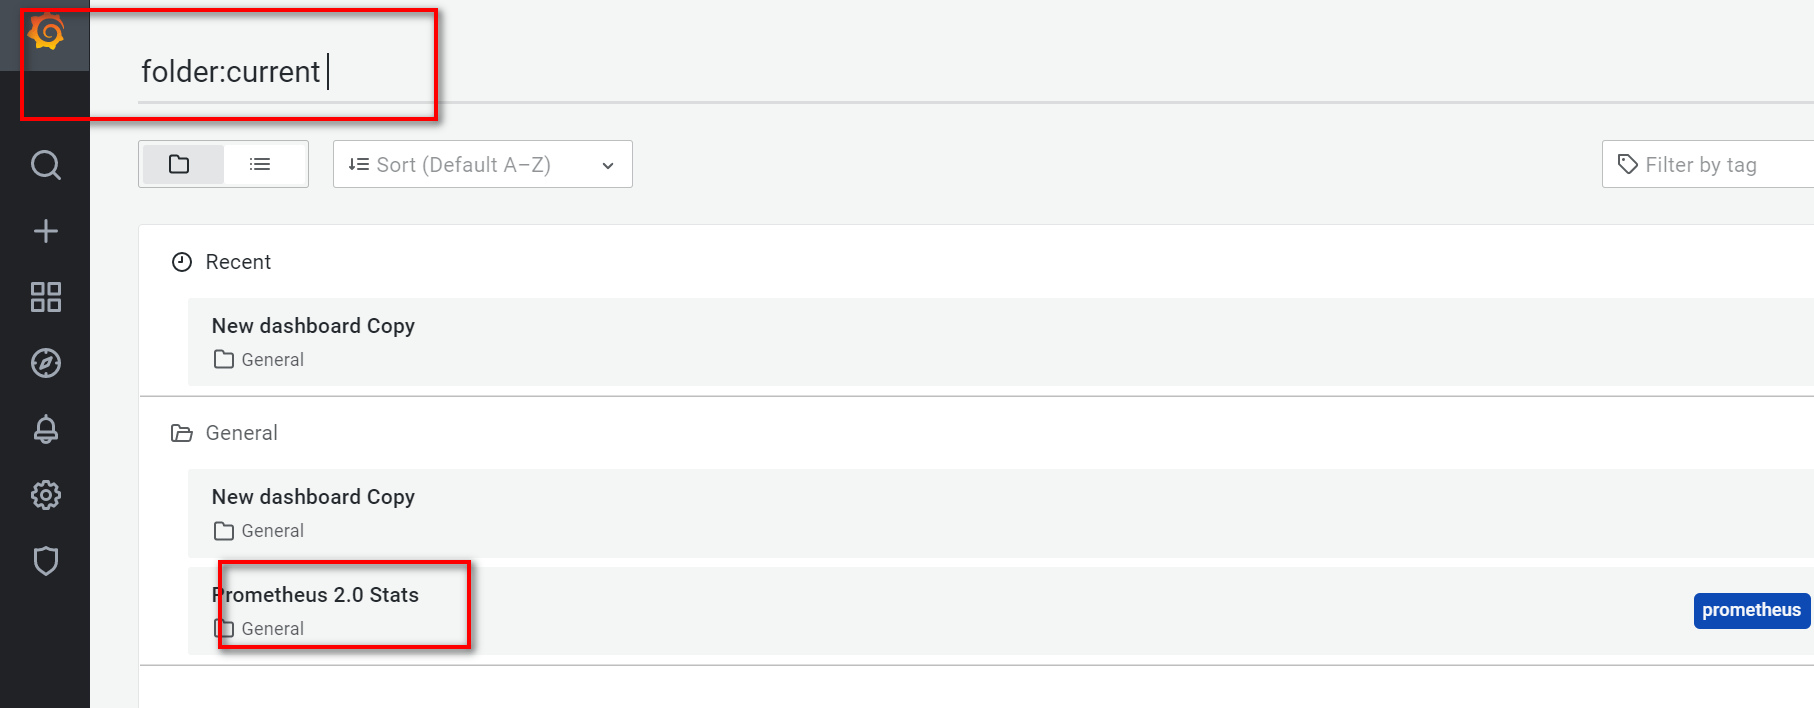 folder:current
Sort (Default A–Z)
Filter by tag
Recent
New dashboard Copy
General
General
New dashboard Copy
General
Prometheus 2.0 Stats
General
prometheus